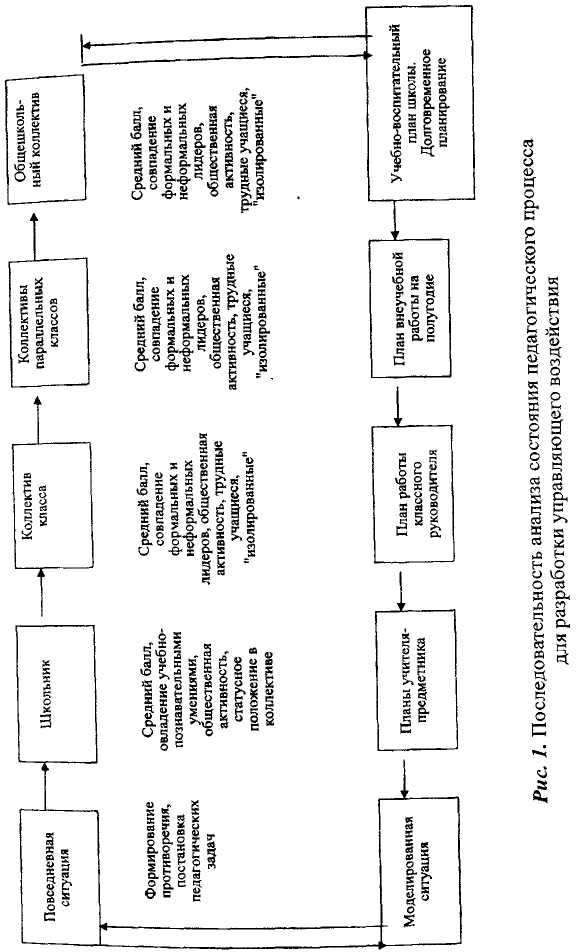 Повседневная
ситуация
Школьник
Коллектив
класса
Коллективы
параллельных
классов
Общешколь-
ный коллектив
Формирование
противоречия,
постановка
педагогических
задач
Средний балл,
овладение учебно-
познавательными
умениями,
общественная
активность,
статусное
положение в
коллективе
Средний балл,
совпадение
формальных и
неформальных
лидеров, общественная
активность, трудные
учащиеся,
"изолированные"
Средний балл,
совпадение
формальных и
неформальных
лидеров,
общественная
активность, трудные
учащиеся,
"изолированные"
Средний балл,
совпадение
формальных и
неформальных
лидеров,
общественная
активность,
трудные учащиеся,
"изолированные"
Моделированная
ситуация
Планы учителя-
предметника
План работы
классного
руководителя
План внеучебной
работы на
полугодие
Учебно-воспитательный
план школы.
Долговременное
планирование
Рис. 1. Последовательность анализа состояния педагогического процесса
для разработки управляющего воздействия